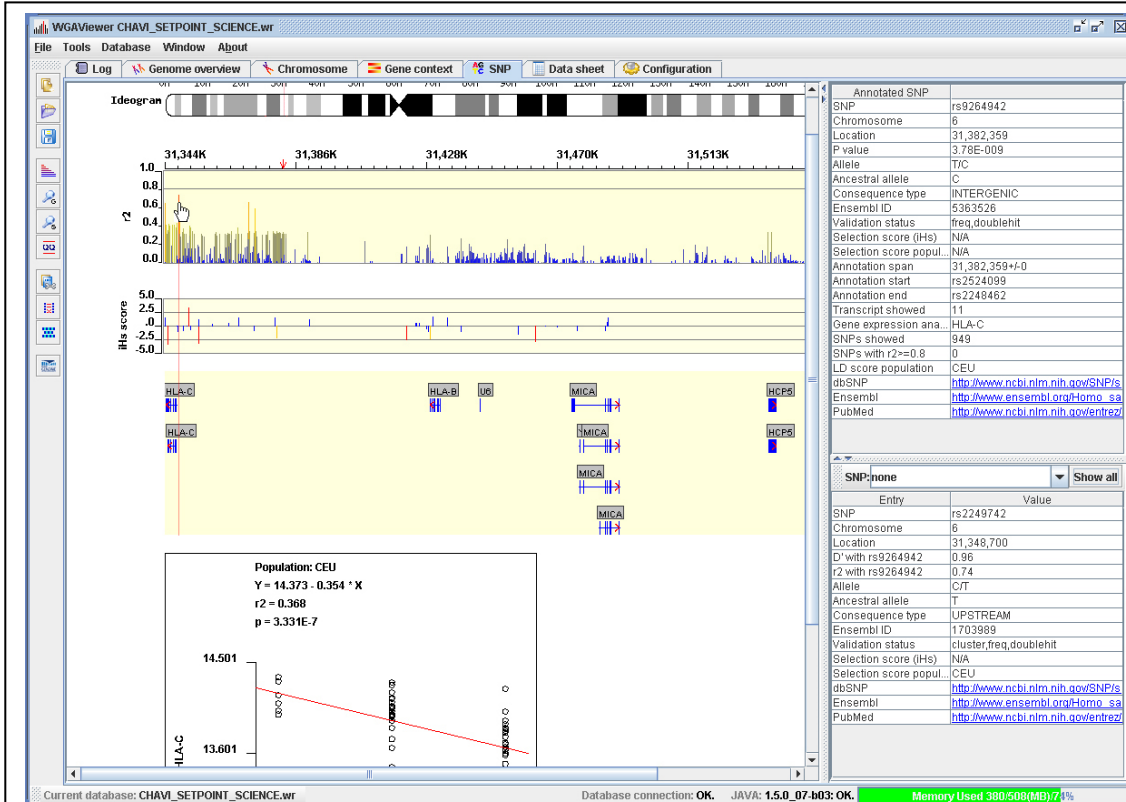 WGAViewer CHAVI_SETPOINT_SCIENCE.wr
File Tools Database Window About
Log Genome overview Chromosome Gene context SNP Data sheet Configuration
Ideogram
31,344K 31,386K 31,428K 31,470K 31,513K
1.0
0.8
0.6
0.4
0.2
0.0
r2
5.0
2.5
.0
-2.5
-5.0
iHs score
HLA-C HLA-B U6 MICA HCP5
HLA-C MICA HCP5
MICA
MICA
Population: CEU
Y = 14.373 - 0.354 * X
r2 = 0.368
p = 3.331E-7
14.501
13.601
HLA-C
QQ
Annotated SNP
SNP rs9264942
Chromosome 6
Location 31,382,359
P value 3.78E-009
Allele T/C
Ancestral allele C
Consequence type INTERGENIC
Ensembl ID 5363526
Validation status freq,doublehit
Selection score (iHs) N/A
Selection score popul... N/A
Annotation span 31,382,359+/-0
Annotation start rs2524099
Annotation end rs2248462
Transcript showed 11
Gene expression ana... HLA-C
SNPs showed 949
SNPs with r2>=0.8 0
LD score population CEU
dbSNP http://www.ncbi.nlm.nih.gov/SNP/s
Ensembl http://www.ensembl.org/Homo_sa
PubMed http://www.ncbi.nlm.nih.gov/entrez/
SNP: none Show all
Entry Value
SNP rs2249742
Chromosome 6
Location 31,348,700
D' with rs9264942 0.96
r2 with rs9264942 0.74
Allele C/T
Ancestral allele T
Consequence type UPSTREAM
Ensembl ID 1703989
Validation status cluster,freq,doublehit
Selection score (iHs) N/A
Selection score popul... CEU
dbSNP http://www.ncbi.nlm.nih.gov/SNP/s
Ensembl http://www.ensembl.org/Homo_sa
PubMed http://www.ncbi.nlm.nih.gov/entrez/
Current database: CHAVI_SETPOINT_SCIENCE.wr Database connection: OK. JAVA: 1.5.0_07-b03: OK. Memory Used 380/508(MB)/74%